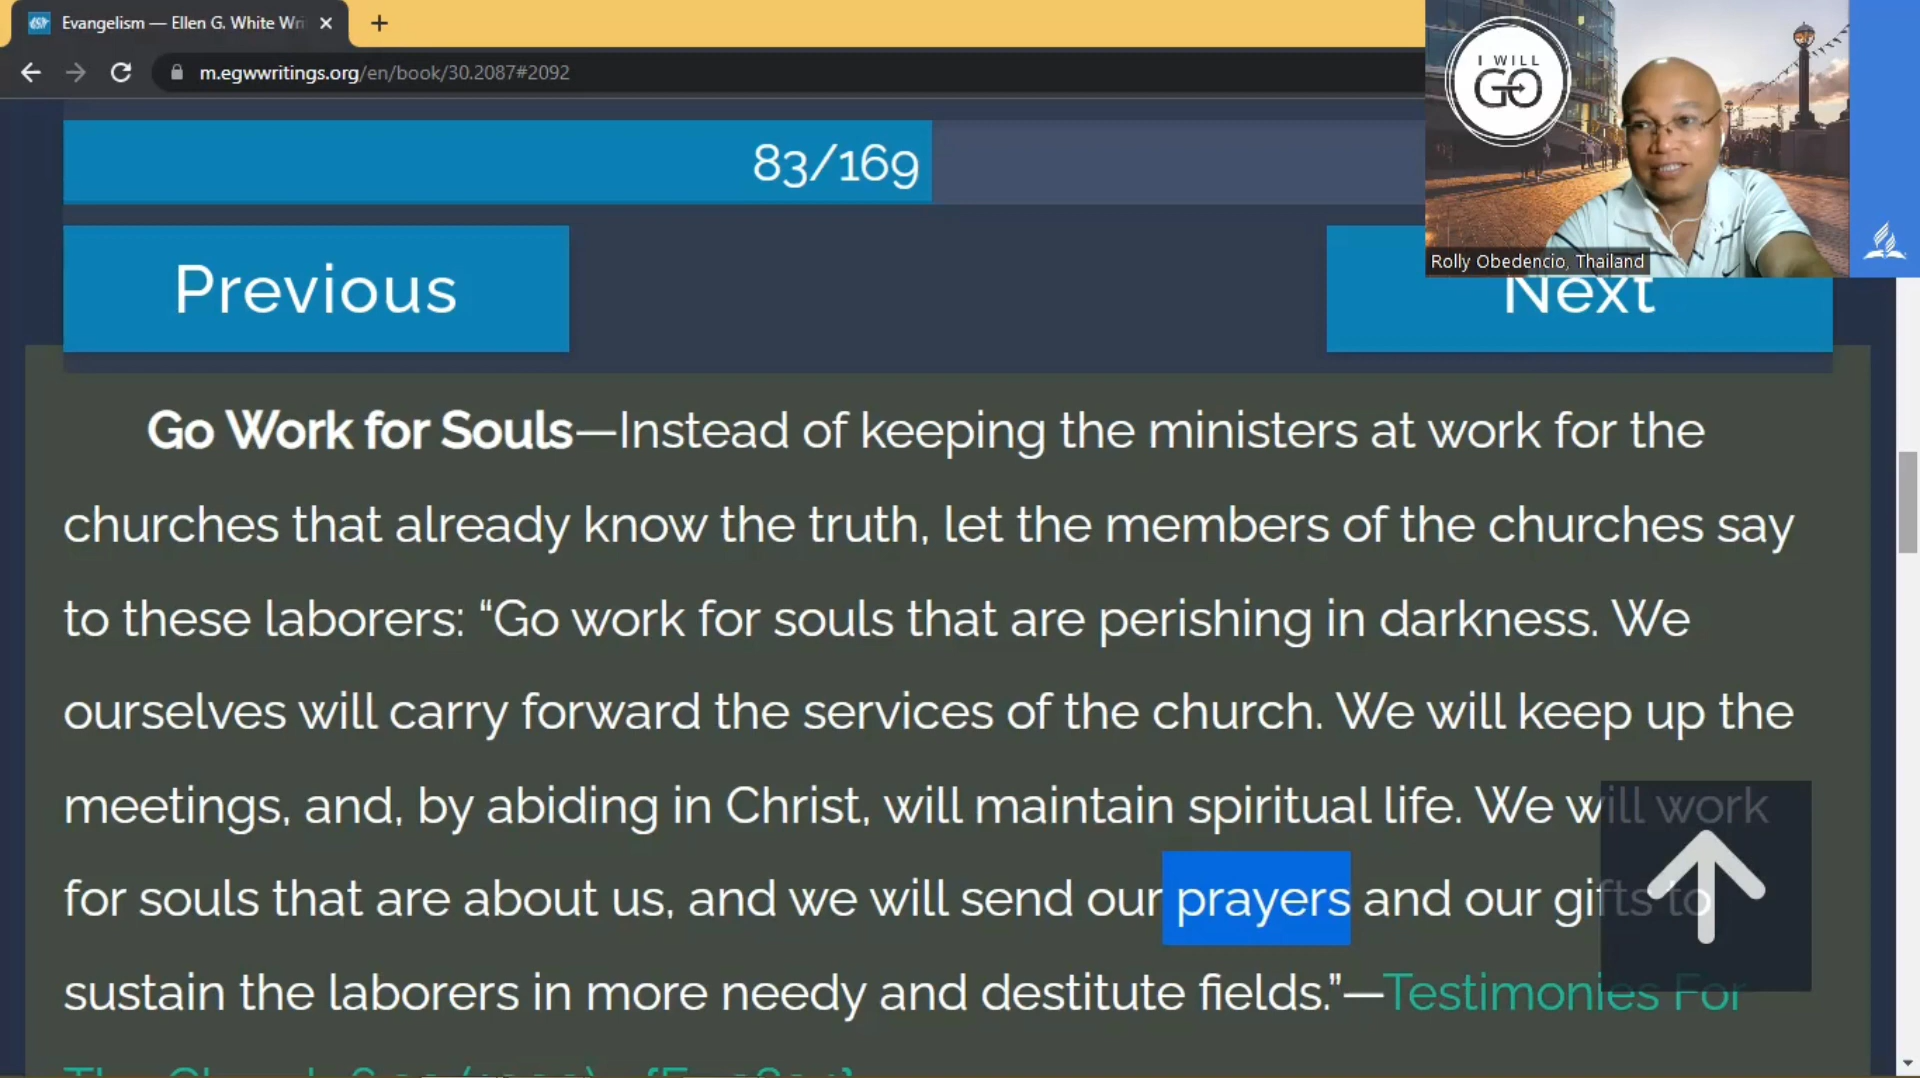 Evangelism — Ellen G. White Wri
m.egwwritings.org/en/book/30.2087#2092
I WILL
GO
83/169
Rolly Obedencio, Thailand
Previous
Next
Go Work for Souls—Instead of keeping the ministers at work for the
churches that already know the truth, let the members of the churches say
to these laborers: “Go work for souls that are perishing in darkness. We
ourselves will carry forward the services of the church. We will keep up the
meetings, and, by abiding in Christ, will maintain spiritual life. We will work
for souls that are about us, and we will send our prayers and our gifts to
sustain the laborers in more needy and destitute fields.”—Testimonies For